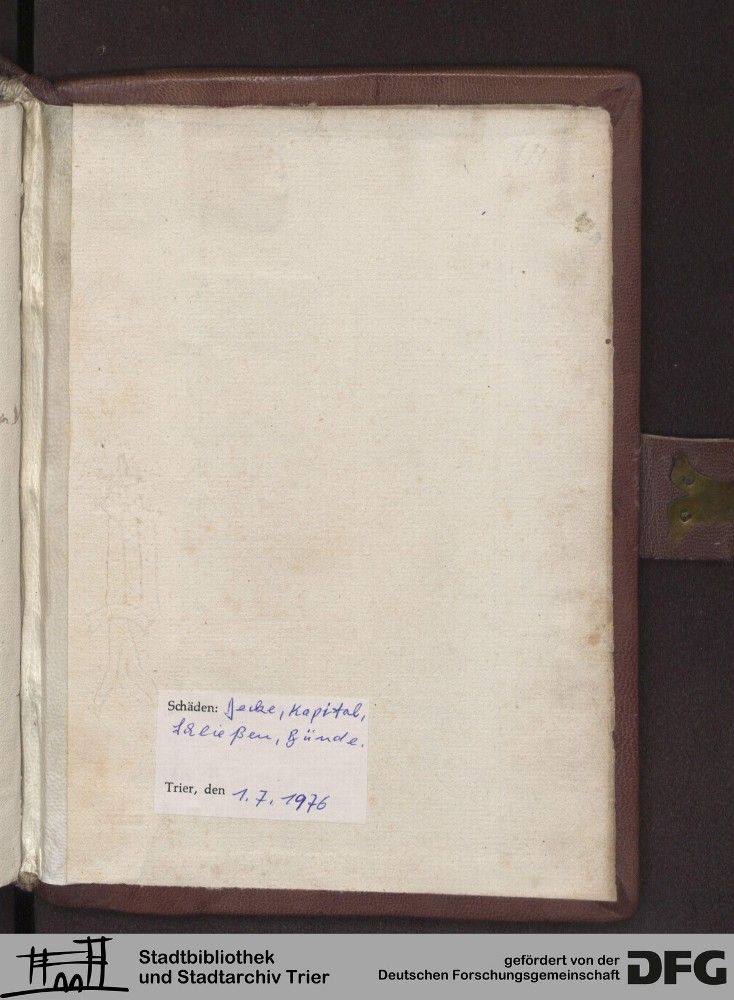 Schäden: Decke, Kapital,
Schließen, Bünde.
Trier, den 1. 7. 1976
Stadtbibliothek
und Stadtarchiv Trier
gefördert von der
Deutschen Forschungsgemeinschaft
DFG